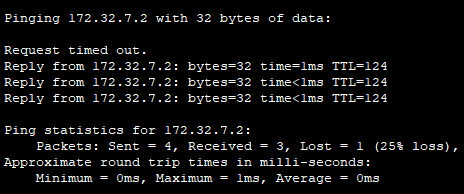 Pinging 172.32.7.2 with 32 bytes of data:
Request timed out.
Reply from 172.32.7.2: bytes=32 time=1ms TTL=124
Reply from 172.32.7.2: bytes=32 time<1ms TTL=124
Reply from 172.32.7.2: bytes=32 time<1ms TTL=124
Ping statistics for 172.32.7.2:
    Packets: Sent = 4, Received = 3, Lost = 1 (25% loss),
Approximate round trip times in milli-seconds:
    Minimum = 0ms, Maximum = 1ms, Average = 0ms